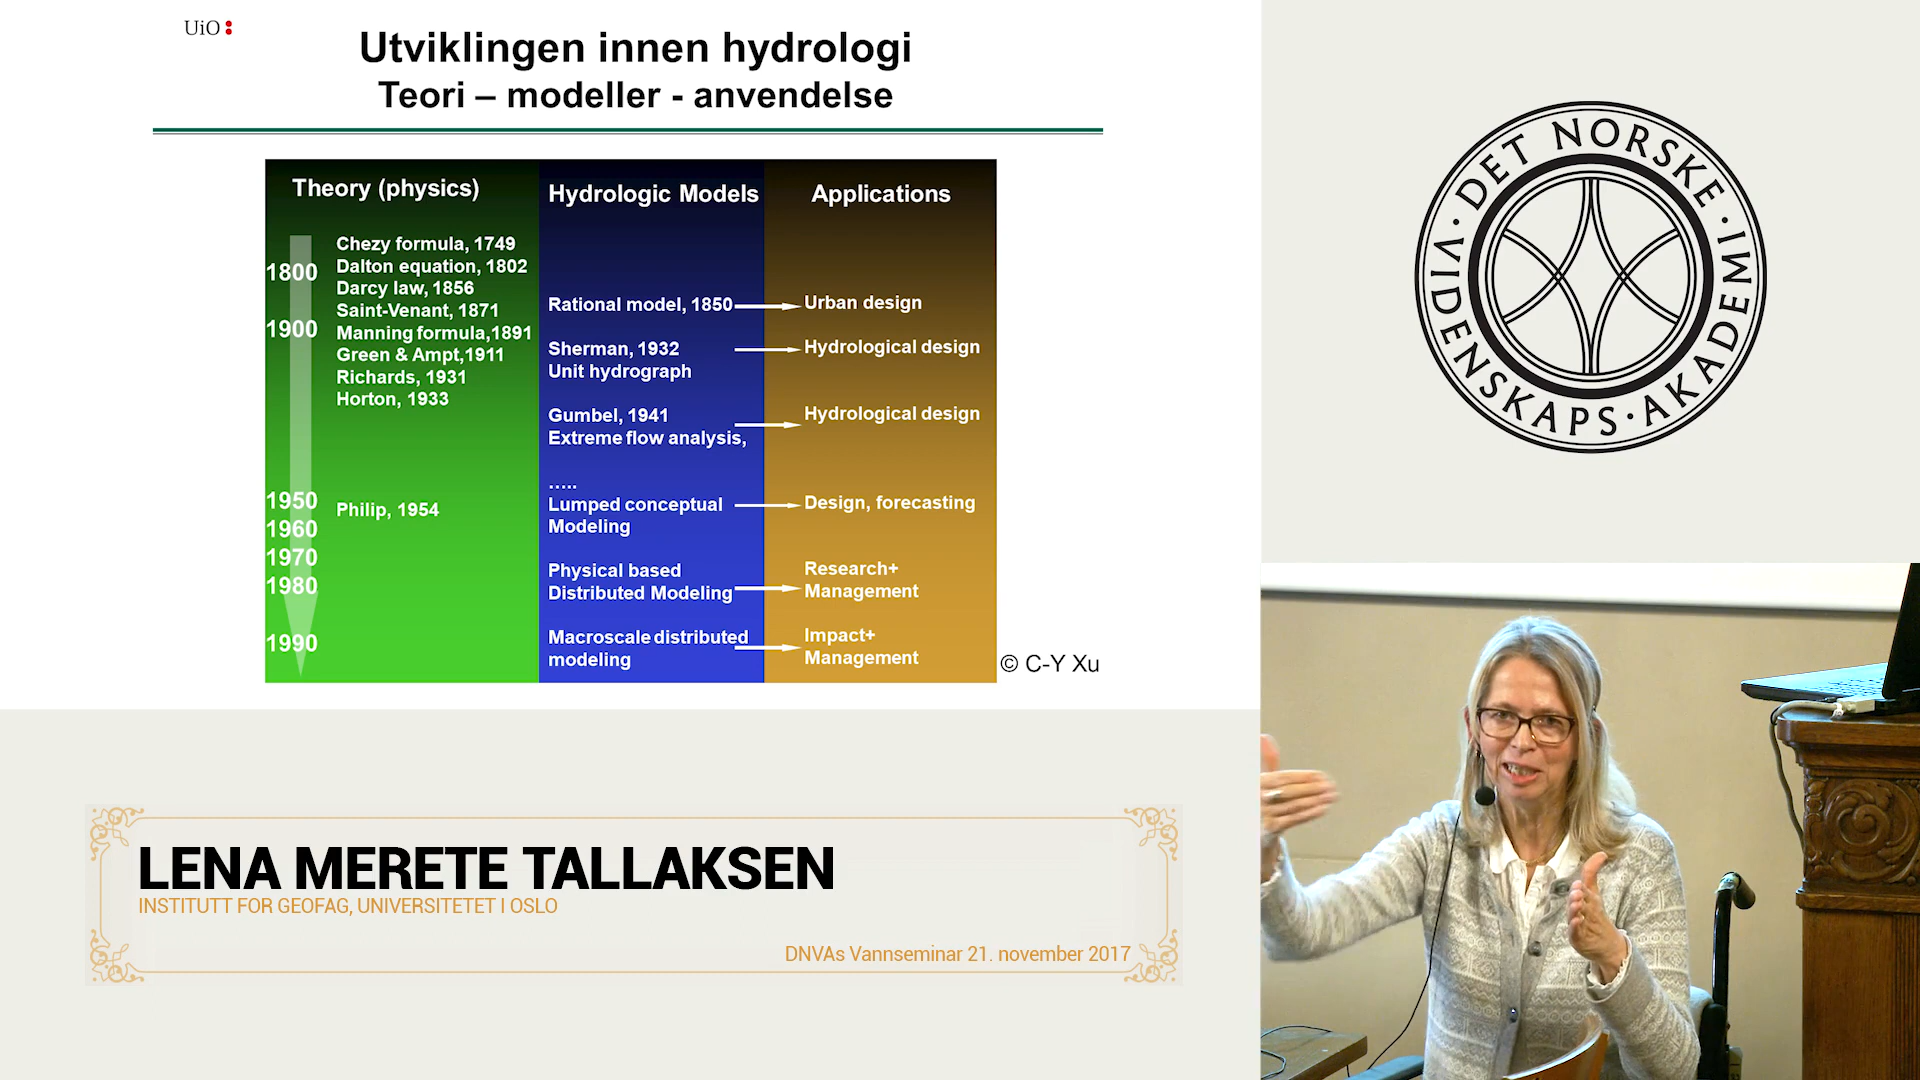 UiO
Utviklingen innen hydrologi
Teori – modeller - anvendelse
Theory (physics)
1800
1900
1950
1960
1970
1980
1990
Chezy formula, 1749
Dalton equation, 1802
Darcy law, 1856
Saint-Venant, 1871
Manning formula,1891
Green & Ampt,1911
Richards, 1931
Horton, 1933
Philip, 1954
Hydrologic Models
Rational model, 1850
Sherman, 1932
Unit hydrograph
Gumbel, 1941
Extreme flow analysis,
.....
Lumped conceptual
Modeling
Physical based
Distributed Modeling
Macroscale distributed
modeling
Applications
Urban design
Hydrological design
Hydrological design
Design, forecasting
Research+
Management
Impact+
Management
© C-Y Xu
DET NORSKE · VIDENSKAPS · AKADEMI ·
LENA MERETE TALLAKSEN
INSTITUTT FOR GEOFAG, UNIVERSITETET I OSLO
DNVAs Vannseminar 21. november 2017